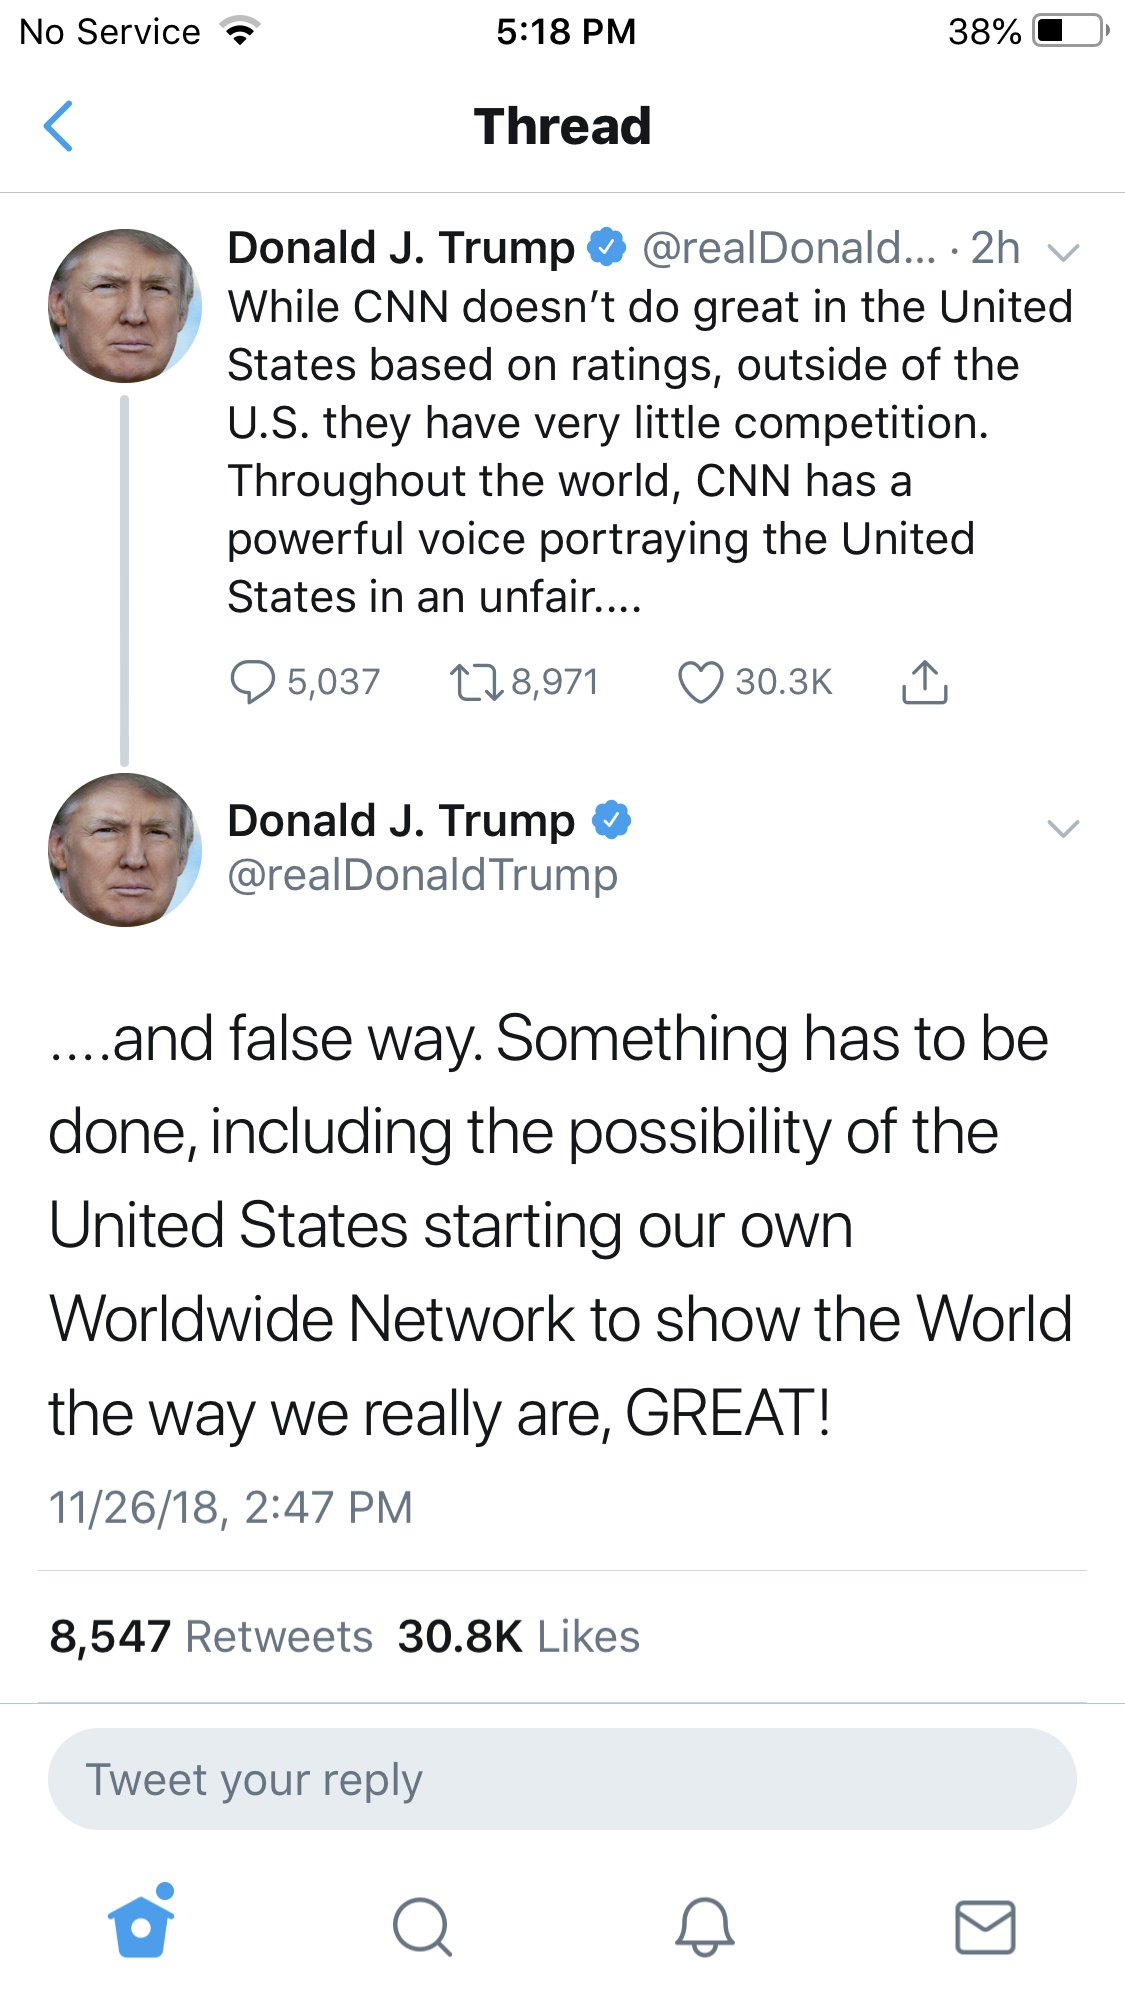 No Service
5:18 PM
38%
Thread
Donald J. Trump @realDonald... · 2h
While CNN doesn’t do great in the United
States based on ratings, outside of the
U.S. they have very little competition.
Throughout the world, CNN has a
powerful voice portraying the United
States in an unfair....
5,037 8,971 30.3K
Donald J. Trump
@realDonaldTrump
....and false way. Something has to be
done, including the possibility of the
United States starting our own
Worldwide Network to show the World
the way we really are, GREAT!
11/26/18, 2:47 PM
8,547 Retweets 30.8K Likes
Tweet your reply